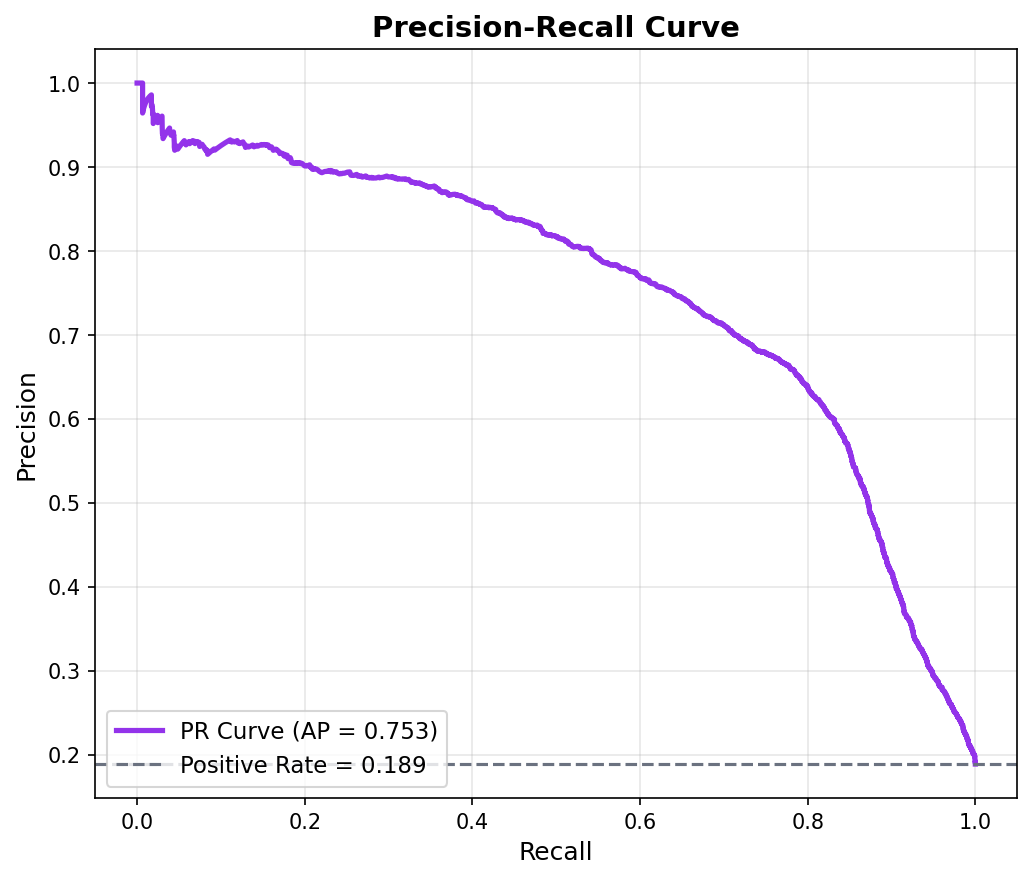 Precision-Recall Curve
Precision
1.0
0.9
0.8
0.7
0.6
0.5
0.4
0.3
0.2
PR Curve (AP = 0.753)
Positive Rate = 0.189
0.0 0.2 0.4 0.6 0.8 1.0
Recall